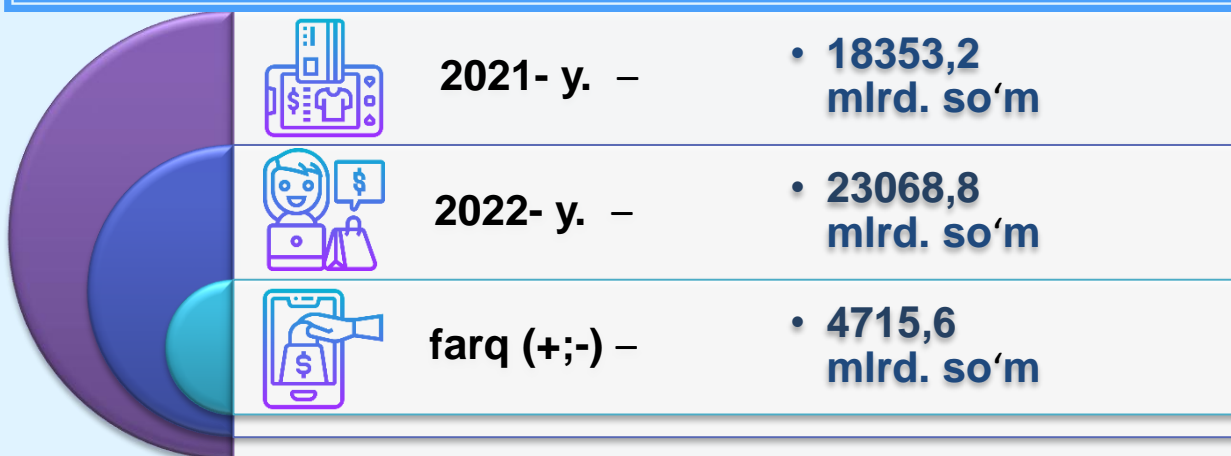 2021- y. –
• 18353,2
mlrd. so‘m
2022- y. –
• 23068,8
mlrd. so‘m
farq (+;-) –
• 4715,6
mlrd. so‘m